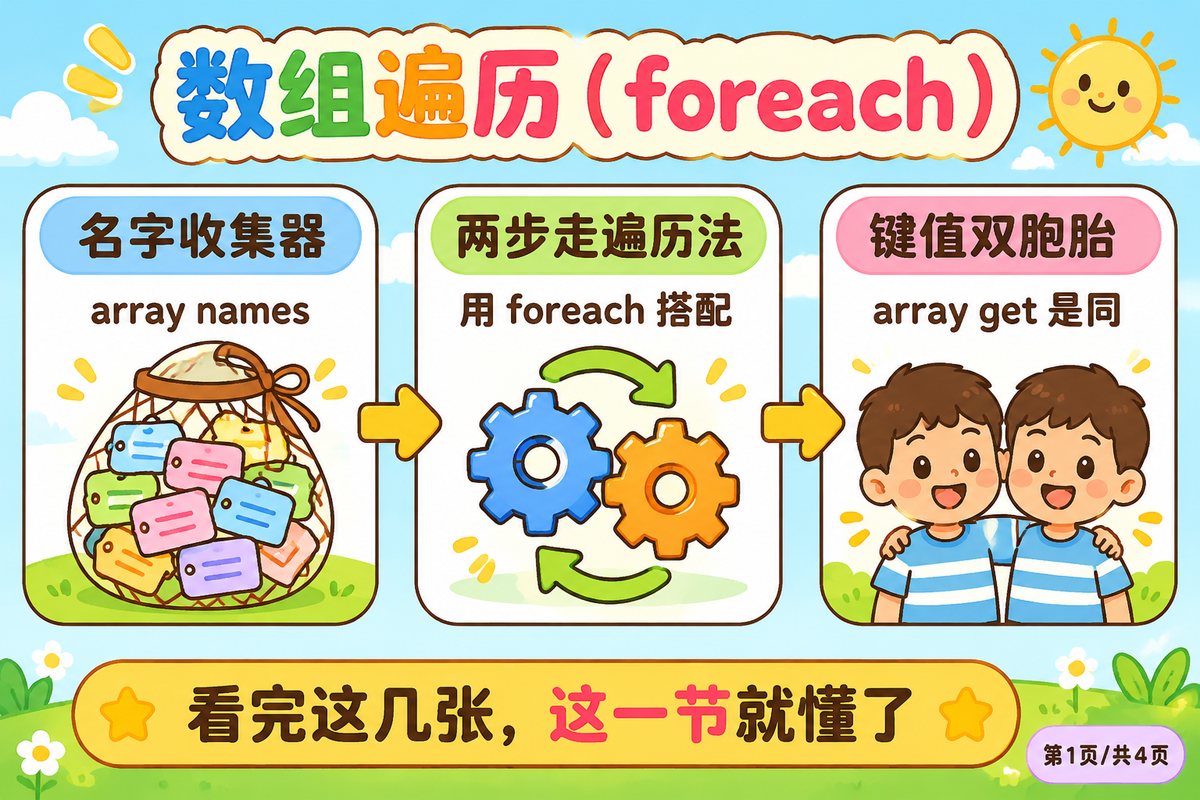 数组遍历(foreach)
名字收集器
array names
两步走遍历法
用 foreach 搭配
键值双胞胎
array get 是同
看完这几张，这一节就懂了
第1页/共4页